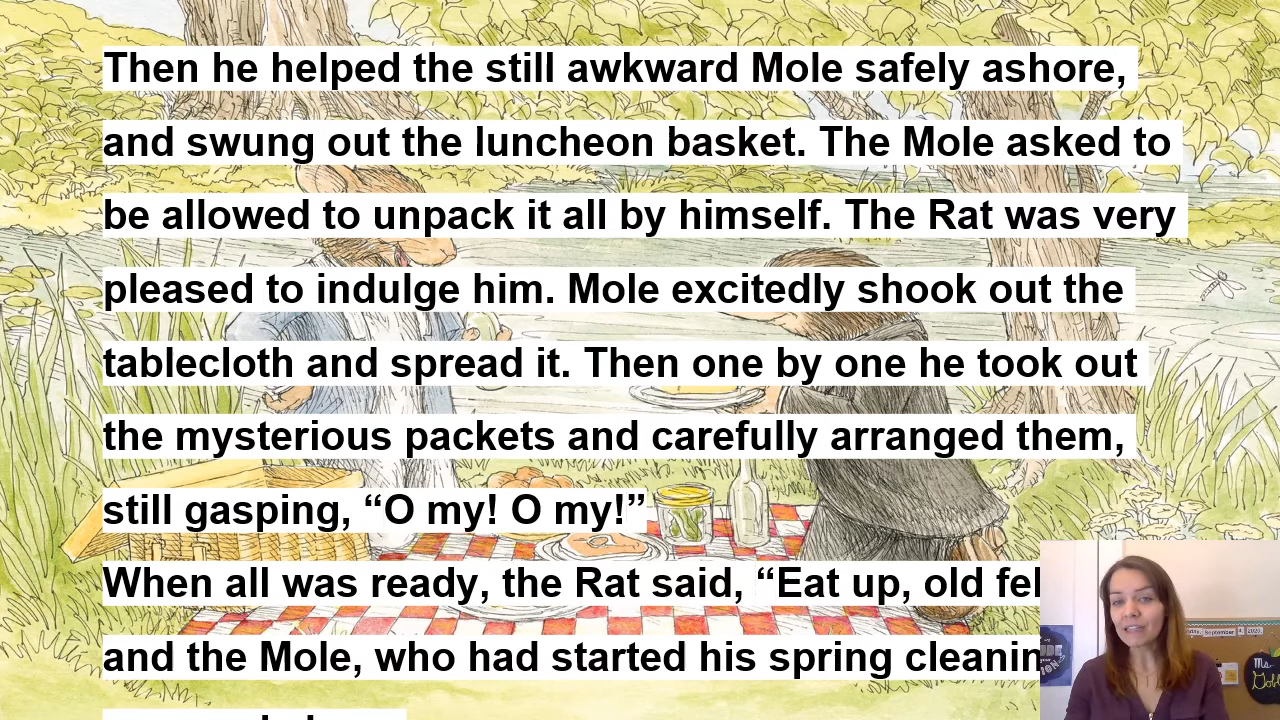 Then he helped the still awkward Mole safely ashore,
and swung out the luncheon basket. The Mole asked to
be allowed to unpack it all by himself. The Rat was very
pleased to indulge him. Mole excitedly shook out the
tablecloth and spread it. Then one by one he took out
the mysterious packets and carefully arranged them,
still gasping, “O my! O my!”
When all was ready, the Rat said, “Eat up, old
and the Mole, who had started his spring
September 4, 2020
Ms.